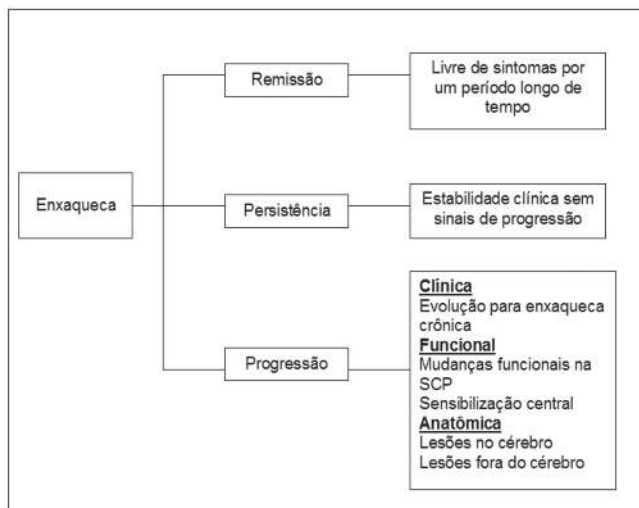 Enxaqueca
Remissão
Livre de sintomas por
um período longo de
tempo
Persistência
Estabilidade clínica sem
sinais de progressão
Progressão
Clínica
Evolução para enxaqueca
crônica
Funcional
Mudanças funcionais na
SCP
Sensibilização central
Anatômica
Lesões no cérebro
Lesões fora do cérebro